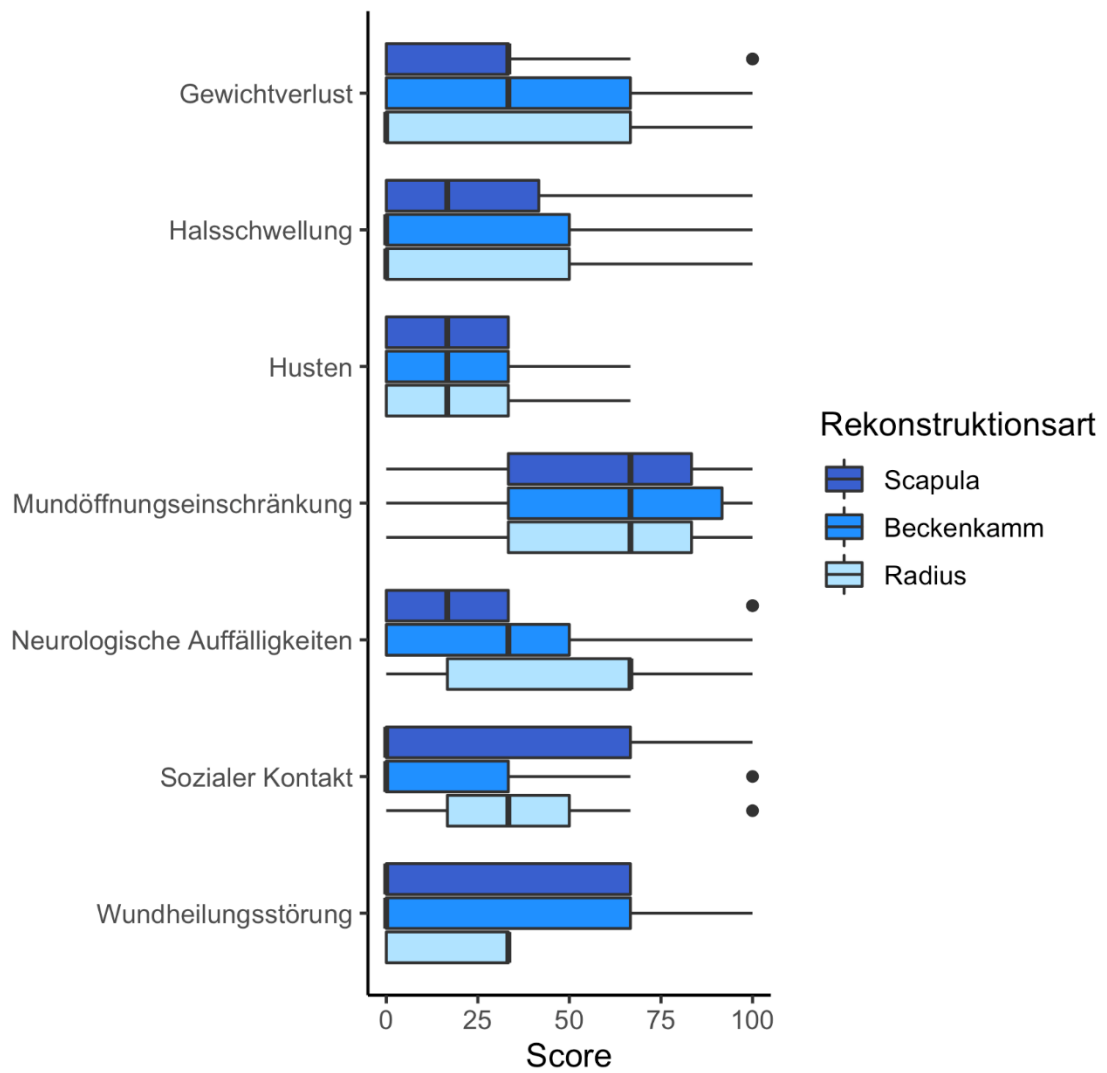 Gewichtverlust
Halsschwellung
Husten
Mundöffnungseinschränkung
Neurologische Auffälligkeiten
Sozialer Kontakt
Wundheilungsstörung
0 25 50 75 100
Score
Rekonstruktionsart
Scapula
Beckenkamm
Radius